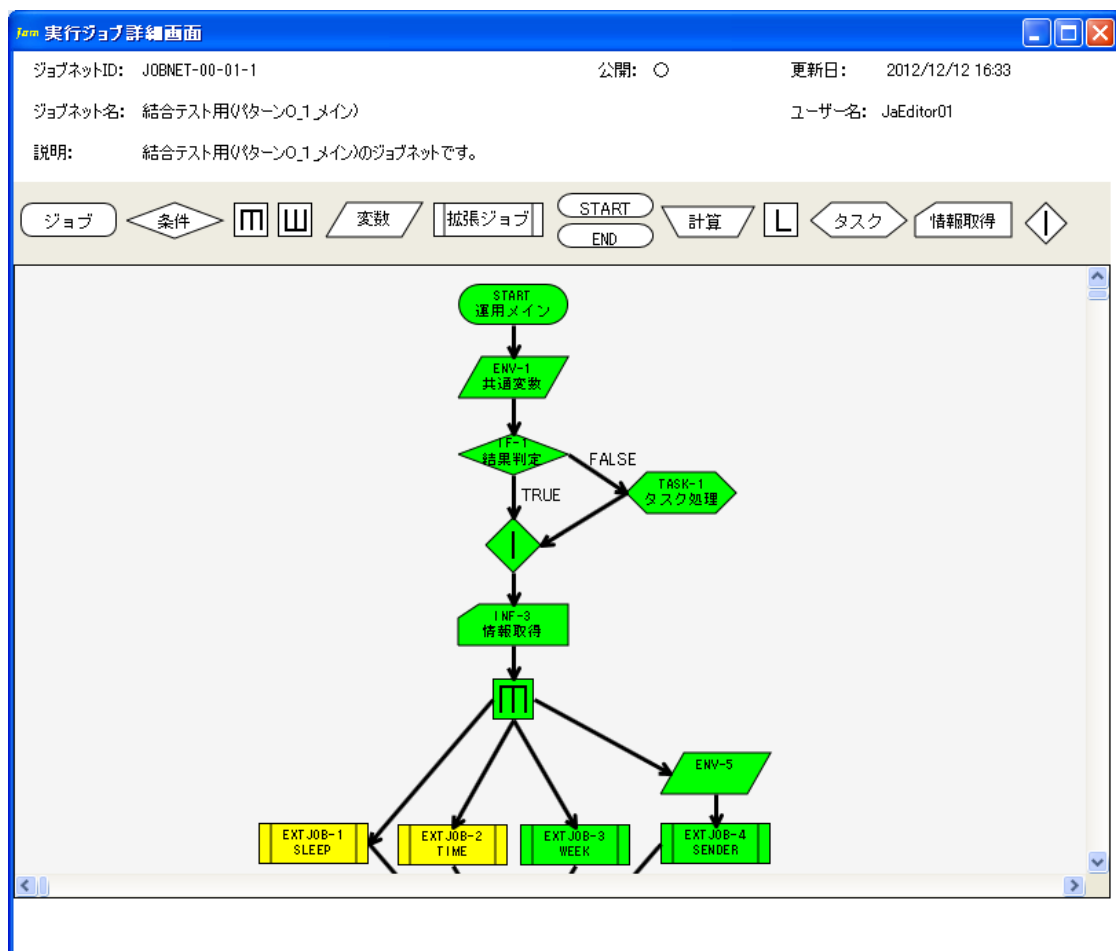 Jam 実行ジョブ詳細画面
ジョブネットID: JOBNET-00-01-1 公開: ○ 更新日: 2012/12/12 16:33
ジョブネット名: 結合テスト用(パターン0_1_メイン) ユーザー名: JaEditor01
説明: 結合テスト用(パターン0_1_メイン)のジョブネットです。
ジョブ 条件 変数 拡張ジョブ START END 計算 L タスク 情報取得
START
運用メイン
ENV-1
共通変数
IF-1
結果判定
FALSE
TASK-1
タスク処理
TRUE
INF-3
情報取得
ENV-5
EXTJOB-1
SLEEP
EXTJOB-2
TIME
EXTJOB-3
WEEK
EXTJOB-4
SENDER